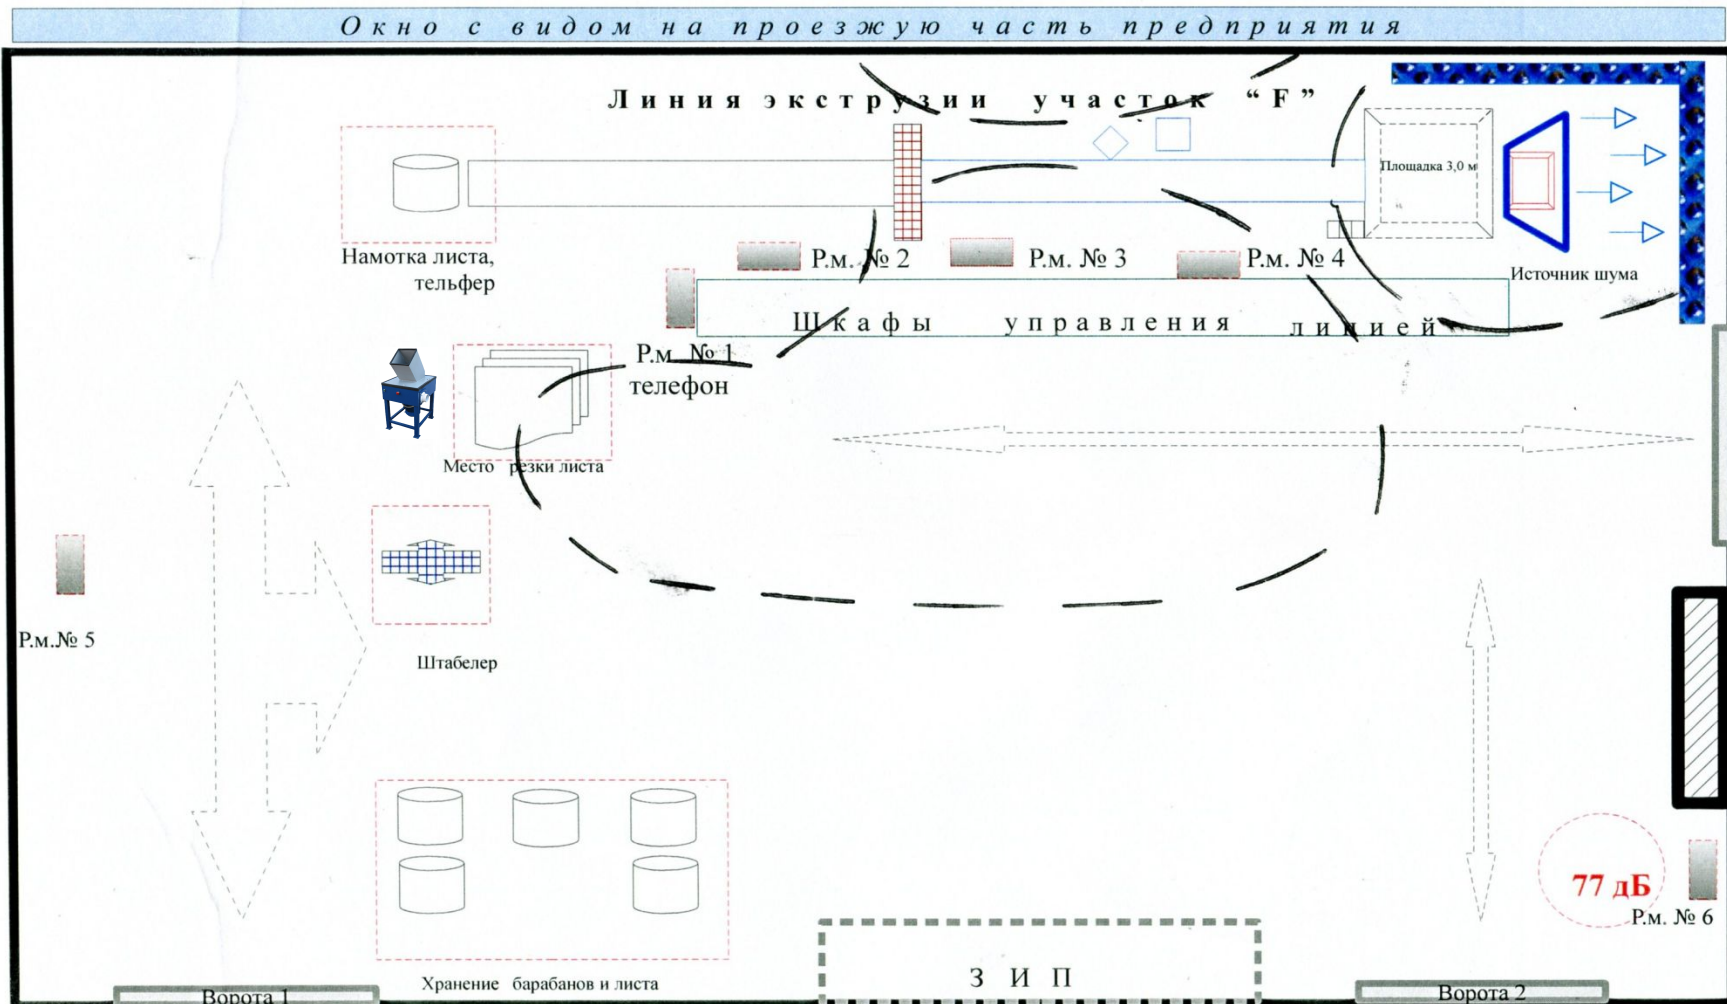 Окно с видом на проезжую часть предприятия
Линия экструзии участок “F”
Площадка 3,0 м
Намотка листа,
тельфер
Р.м. № 2
Р.м. № 3
Р.м. № 4
Источник шума
Шкафы управления линией
Р.м. № 1
телефон
Место резки листа
Р.м.№ 5
Штабелер
77 дБ
Р.м. № 6
Хранение барабанов и листа
ЗИП
Ворота 1
Ворота 2